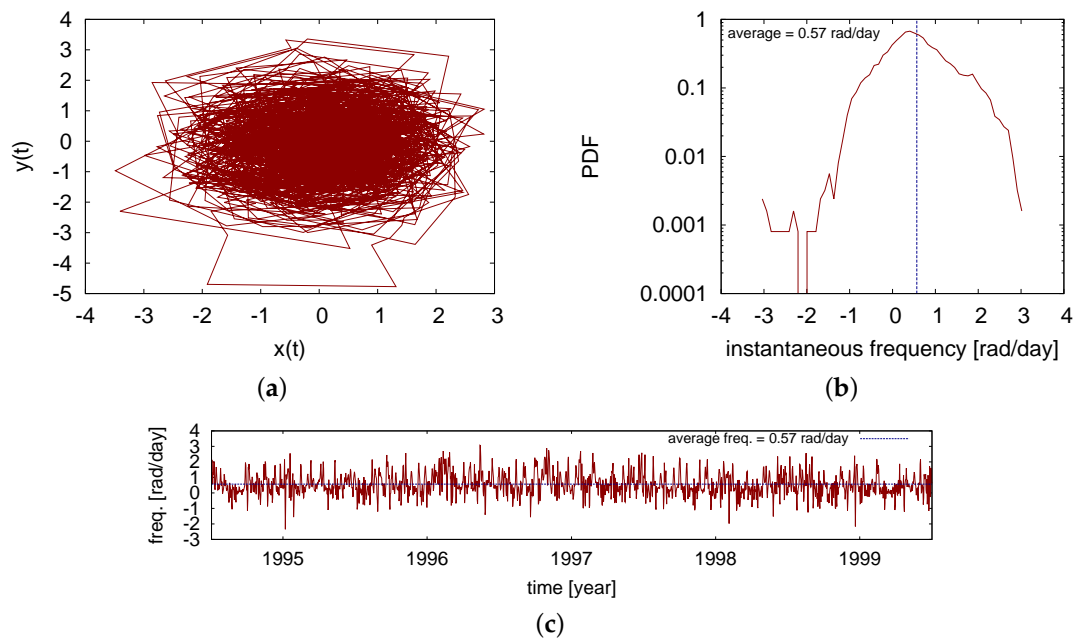 4
3
2
1
0
-1
-2
-3
-4
-5
y(t)
-4 -3 -2 -1 0 1 2 3
x(t)
(a)
average = 0.57 rad/day
1
0.1
0.01
0.001
0.0001
PDF
-4 -3 -2 -1 0 1 2 3 4
instantaneous frequency [rad/day]
(b)
average freq. = 0.57 rad/day
4
3
2
1
0
-1
-2
-3
freq. [rad/day]
1995 1996 1997 1998 1999
time [year]
(c)